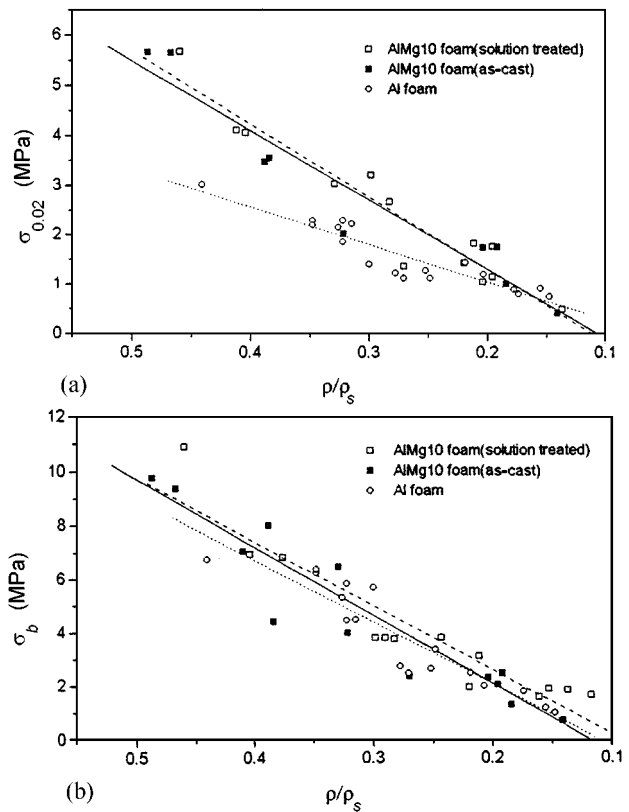 6
5
4
3
2
1
0
σ0.02 (MPa)
AlMg10 foam(solution treated)
AlMg10 foam(as-cast)
Al foam
0.5 0.4 0.3 0.2 0.1
(a)
ρ/ρs
12
10
8
6
4
2
0
σb (MPa)
AlMg10 foam(solution treated)
AlMg10 foam(as-cast)
Al foam
0.5 0.4 0.3 0.2 0.1
(b)
ρ/ρs